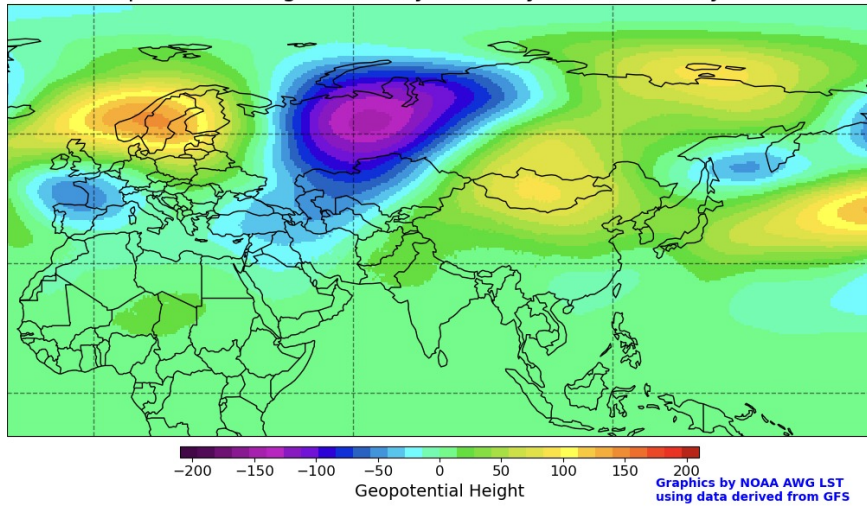 −200 −150 −100 −50 0 50 100 150 200
Geopotential Height
Graphics by NOAA AWG LST
using data derived from GFS